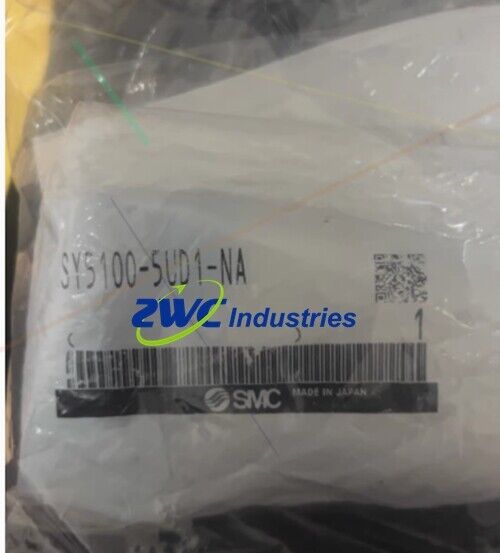 SY5100-5UD1-NA
ZWC Industries
1
SMC MADE IN JAPAN